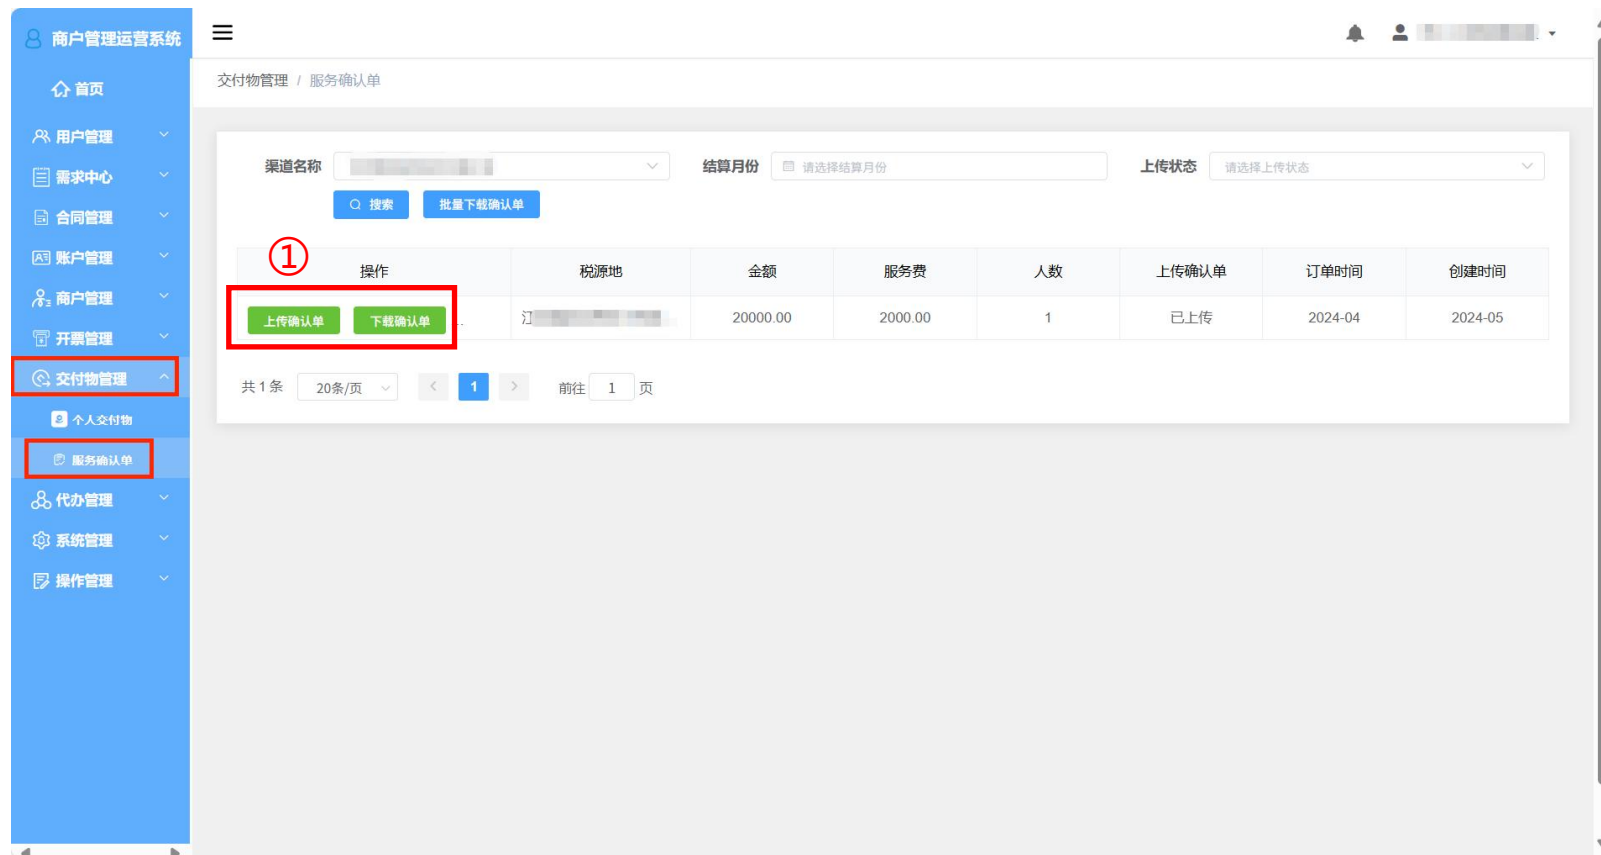 商户管理运营系统
首页
用户管理
需求中心
合同管理
账户管理
商户管理
开票管理
交付物管理
个人交付物
服务确认单
代办管理
系统管理
操作管理
交付物管理 / 服务确认单
渠道名称
结算月份 请选择结算月份
上传状态 请选择上传状态
搜索 批量下载确认单
①
操作 税源地 金额 服务费 人数 上传确认单 订单时间 创建时间
上传确认单 下载确认单 ... 江 20000.00 2000.00 1 已上传 2024-04 2024-05
共 1 条 20条/页 < 1 > 前往 1 页